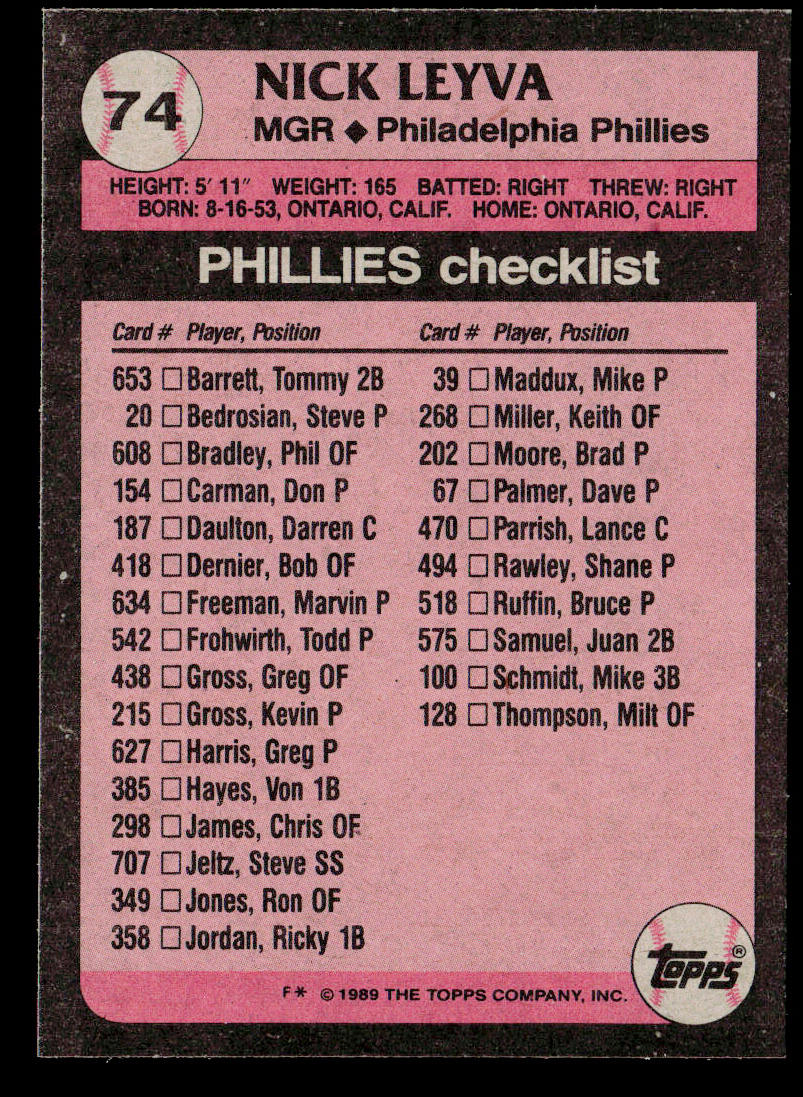 74
NICK LEYVA
MGR ◆ Philadelphia Phillies
HEIGHT: 5' 11" WEIGHT: 165 BATTED: RIGHT THREW: RIGHT
BORN: 8-16-53, ONTARIO, CALIF. HOME: ONTARIO, CALIF.
PHILLIES checklist
Card # Player, Position
653 □ Barrett, Tommy 2B
20 □ Bedrosian, Steve P
608 □ Bradley, Phil OF
154 □ Carman, Don P
187 □ Daulton, Darren C
418 □ Dernier, Bob OF
634 □ Freeman, Marvin P
542 □ Frohwirth, Todd P
438 □ Gross, Greg OF
215 □ Gross, Kevin P
627 □ Harris, Greg P
385 □ Hayes, Von 1B
298 □ James, Chris OF
707 □ Jeltz, Steve SS
349 □ Jones, Ron OF
358 □ Jordan, Ricky 1B
Card # Player, Position
39 □ Maddux, Mike P
268 □ Miller, Keith OF
202 □ Moore, Brad P
67 □ Palmer, Dave P
470 □ Parrish, Lance C
494 □ Rawley, Shane P
518 □ Ruffin, Bruce P
575 □ Samuel, Juan 2B
100 □ Schmidt, Mike 3B
128 □ Thompson, Milt OF
topps®
F* © 1989 THE TOPPS COMPANY, INC.